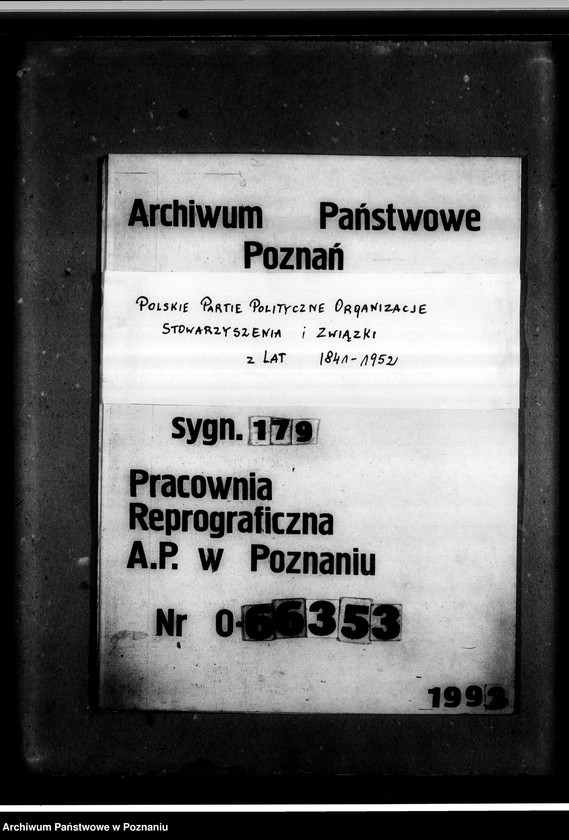 Archiwum Państwowe
Poznań
Polskie Partie Polityczne Organizacje
Stowarzyszenia i Związki
z lat 1841-1952
sygn. 179
Pracownia
Reprograficzna
A.P. w Poznaniu
Nr O-66353
1993
Archiwum Państwowe w Poznaniu